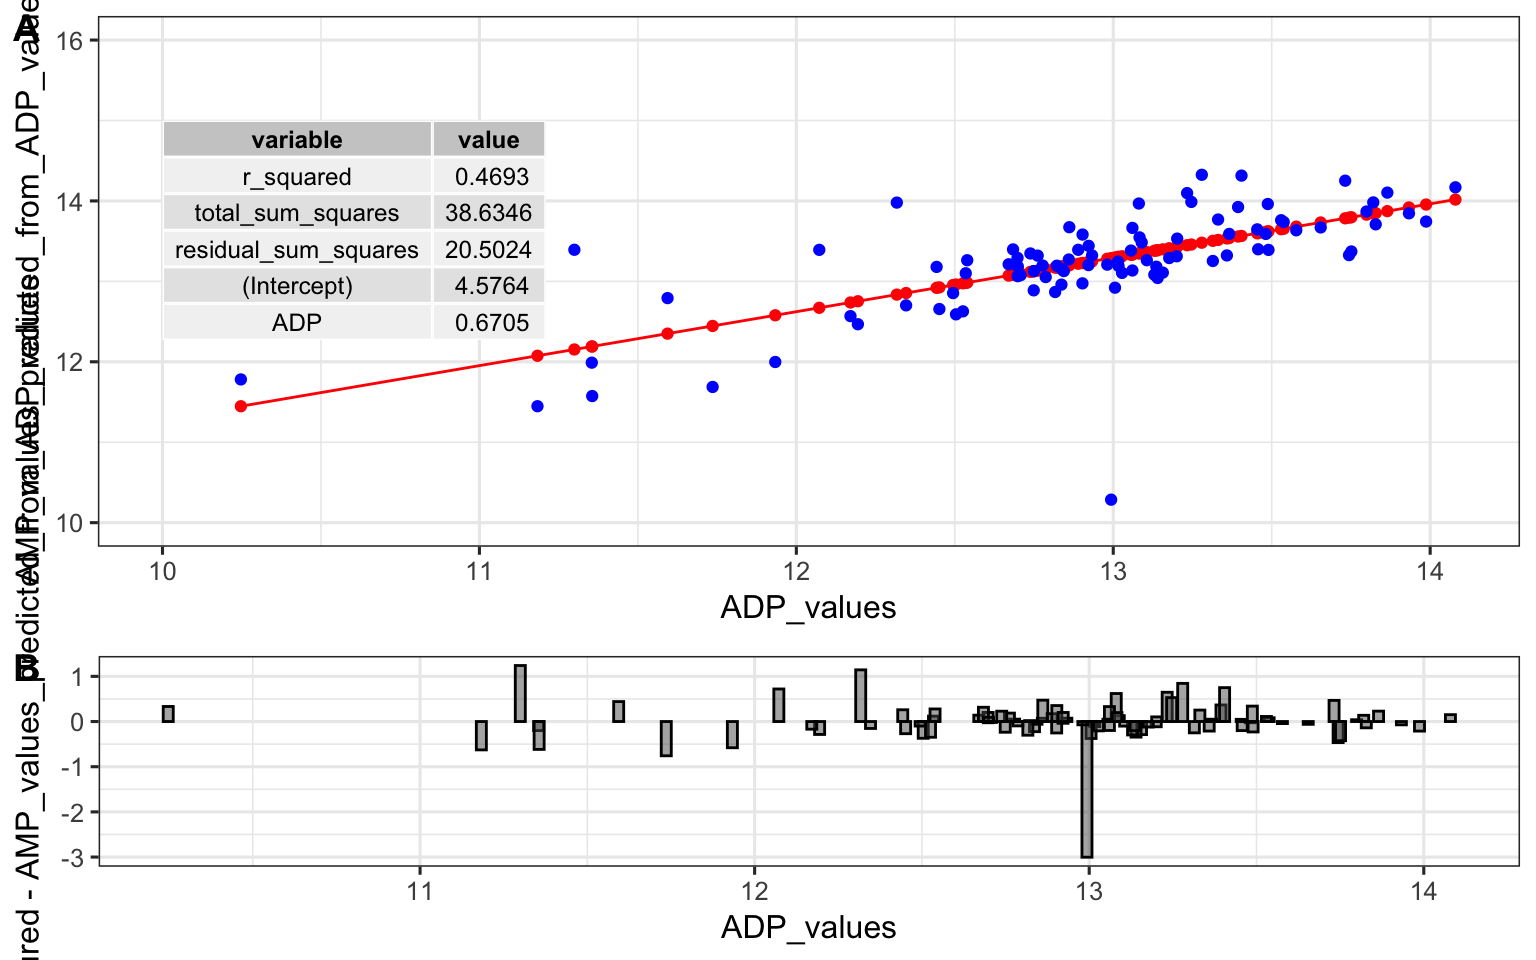 A
16
14
12
10
variable value
r_squared 0.4693
total_sum_squares 38.6346
residual_sum_squares 20.5024
(Intercept) 4.5764
ADP 0.6705
10 11 12 13 14
ADP_values
B
1
0
-1
-2
-3
11 12 13 14
ADP_values